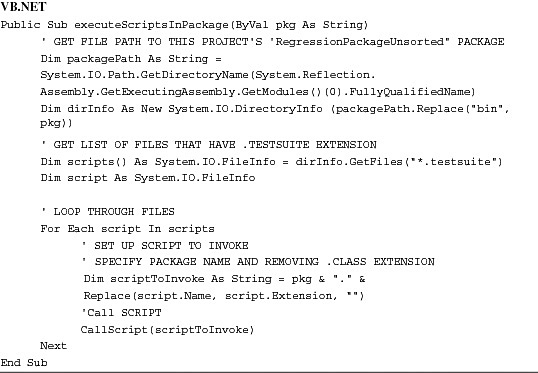 VB.NET
Public Sub executeScriptsInPackage(ByVal pkg As String)
' GET FILE PATH TO THIS PROJECT'S 'RegressionPackageUnsorted" PACKAGE
Dim packagePath As String =
System.IO.Path.GetDirectoryName(System.Reflection.
Assembly.GetExecutingAssembly.GetModules()(0).FullyQualifiedName)
Dim dirInfo As New System.IO.DirectoryInfo (packagePath.Replace("bin",
pkg))
' GET LIST OF FILES THAT HAVE .TESTSUITE EXTENSION
Dim scripts() As System.IO.FileInfo = dirInfo.GetFiles("*.testsuite")
Dim script As System.IO.FileInfo
' LOOP THROUGH FILES
For Each script In scripts
' SET UP SCRIPT TO INVOKE
' SPECIFY PACKAGE NAME AND REMOVING .CLASS EXTENSION
Dim scriptToInvoke As String = pkg & "." &
Replace(script.Name, script.Extension, "")
'Call SCRIPT
CallScript(scriptToInvoke)
Next
End Sub